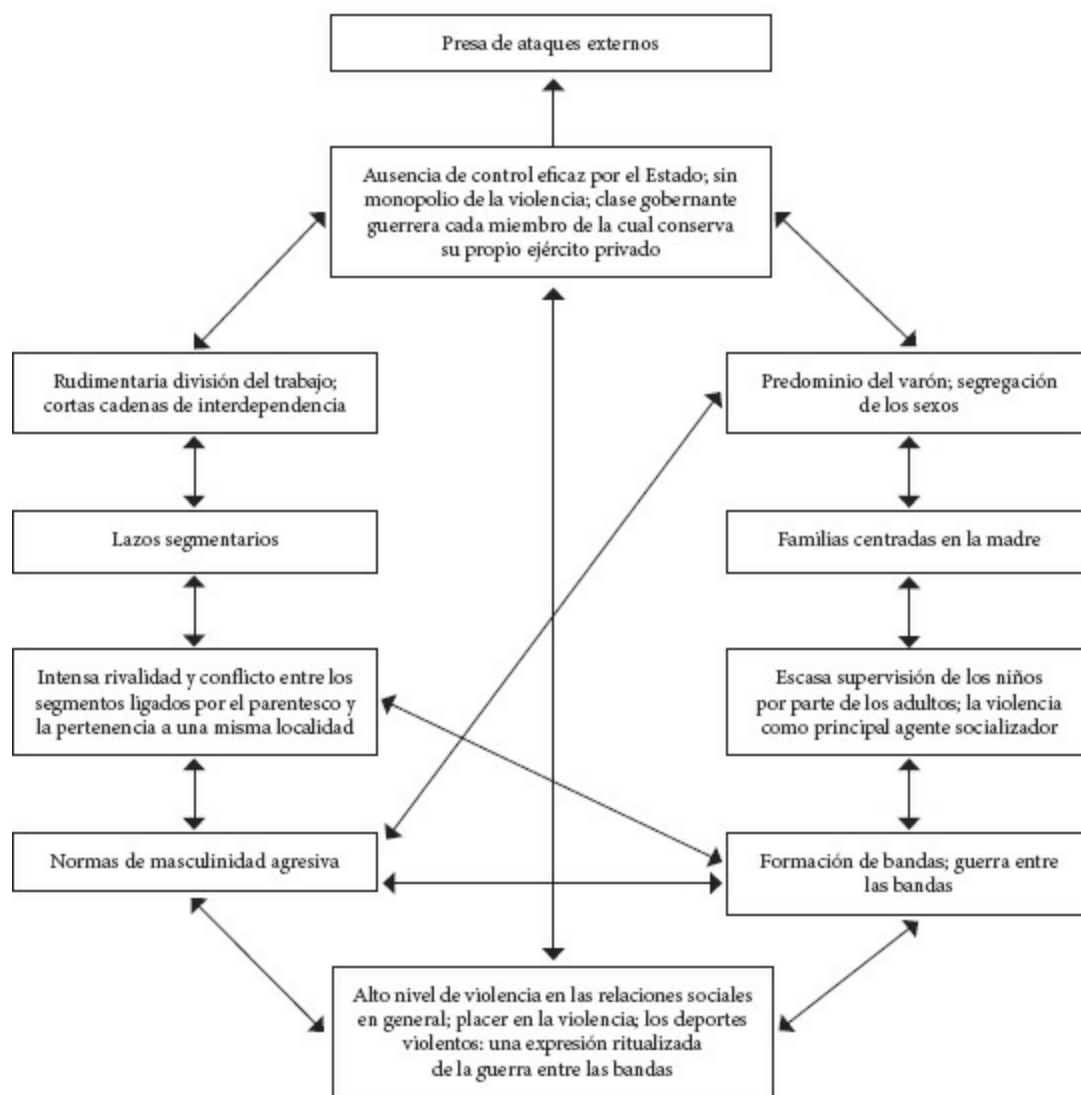 Presa de ataques externos
Ausencia de control eficaz por el Estado; sin
monopolio de la violencia; clase gobernante
guerrera cada miembro de la cual conserva
su propio ejército privado
Rudimentaria división del trabajo;
cortas cadenas de interdependencia
Predominio del varón; segregación
de los sexos
Lazos segmentarios
Familias centradas en la madre
Intensa rivalidad y conflicto entre los
segmentos ligados por el parentesco y
la pertenencia a una misma localidad
Escasa supervisión de los niños
por parte de los adultos; la violencia
como principal agente socializador
Normas de masculinidad agresiva
Formación de bandas; guerra entre
las bandas
Alto nivel de violencia en las relaciones sociales
en general; placer en la violencia; los deportes
violentos: una expresión ritualizada
de la guerra entre las bandas